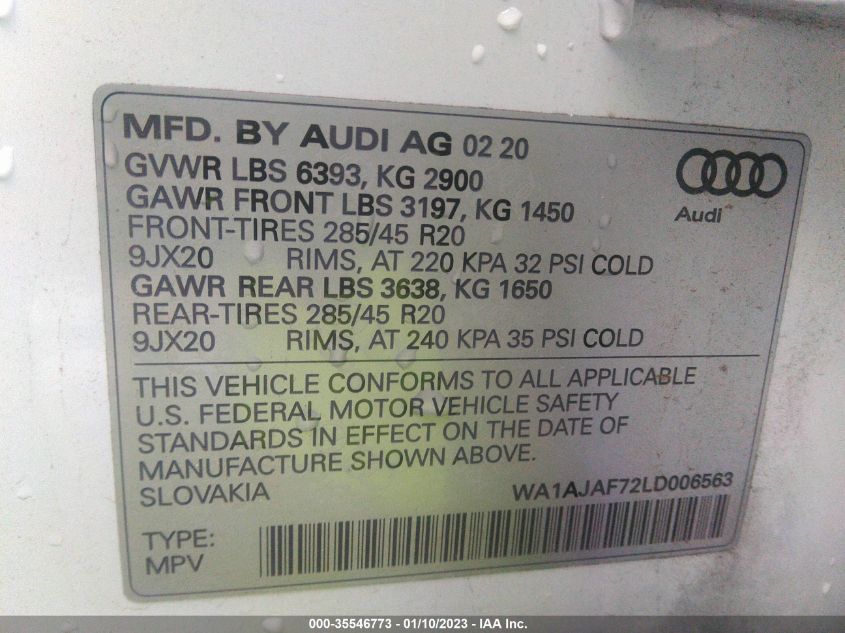 MFD. BY AUDI AG 02 20
GVWR LBS 6393, KG 2900
GAWR FRONT LBS 3197, KG 1450
FRONT-TIRES 285/45 R20
9JX20 RIMS, AT 220 KPA 32 PSI COLD
GAWR REAR LBS 3638, KG 1650
REAR-TIRES 285/45 R20
9JX20 RIMS, AT 240 KPA 35 PSI COLD
Audi
THIS VEHICLE CONFORMS TO ALL APPLICABLE
U.S. FEDERAL MOTOR VEHICLE SAFETY
STANDARDS IN EFFECT ON THE DATE OF
MANUFACTURE SHOWN ABOVE.
SLOVAKIA WA1AJAF72LD006563
TYPE:
MPV
000-35546773 - 01/10/2023 - IAA Inc.